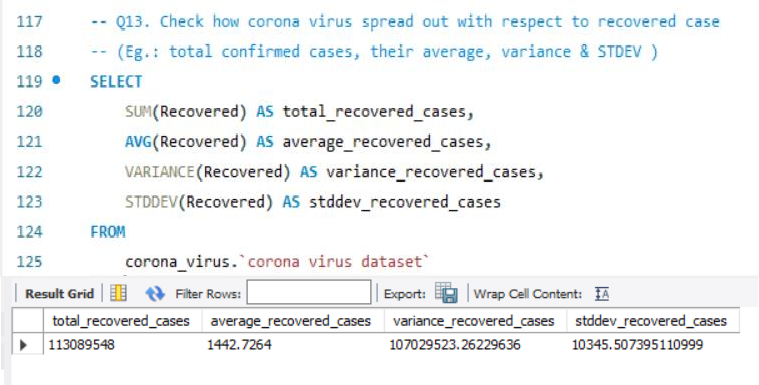 117 -- Q13. Check how corona virus spread out with respect to recovered case
118 -- (Eg.: total confirmed cases, their average, variance & STDEV )
119 SELECT
120 SUM(Recovered) AS total_recovered_cases,
121 AVG(Recovered) AS average_recovered_cases,
122 VARIANCE(Recovered) AS variance_recovered_cases,
123 STDDEV(Recovered) AS stddev_recovered_cases
124 FROM
125 corona_virus.`corona virus dataset`
Result Grid Filter Rows: Export: Wrap Cell Content: IA
total_recovered_cases average_recovered_cases variance_recovered_cases stddev_recovered_cases
113089548 1442.7264 107029523.26229636 10345.507395110999